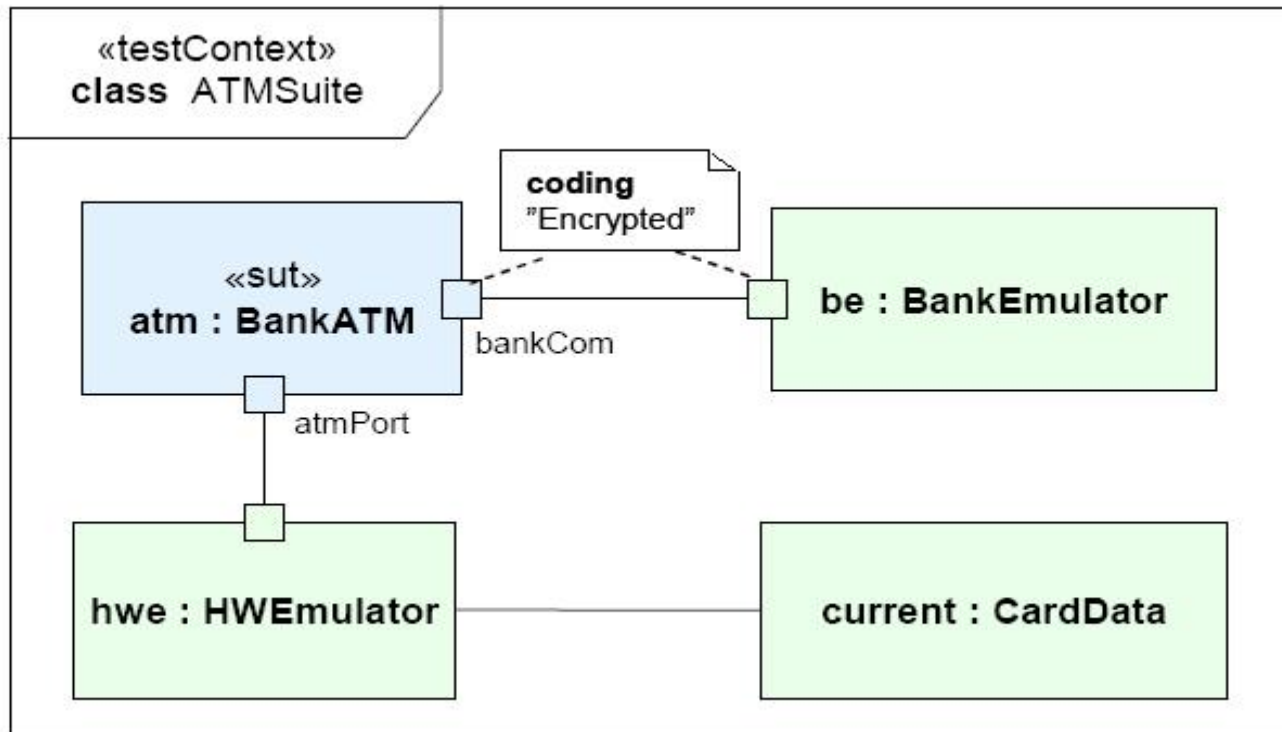 «testContext»
class ATMSuite
coding
”Encrypted”
«sut»
atm : BankATM
be : BankEmulator
bankCom
atmPort
hwe : HWEmulator
current : CardData